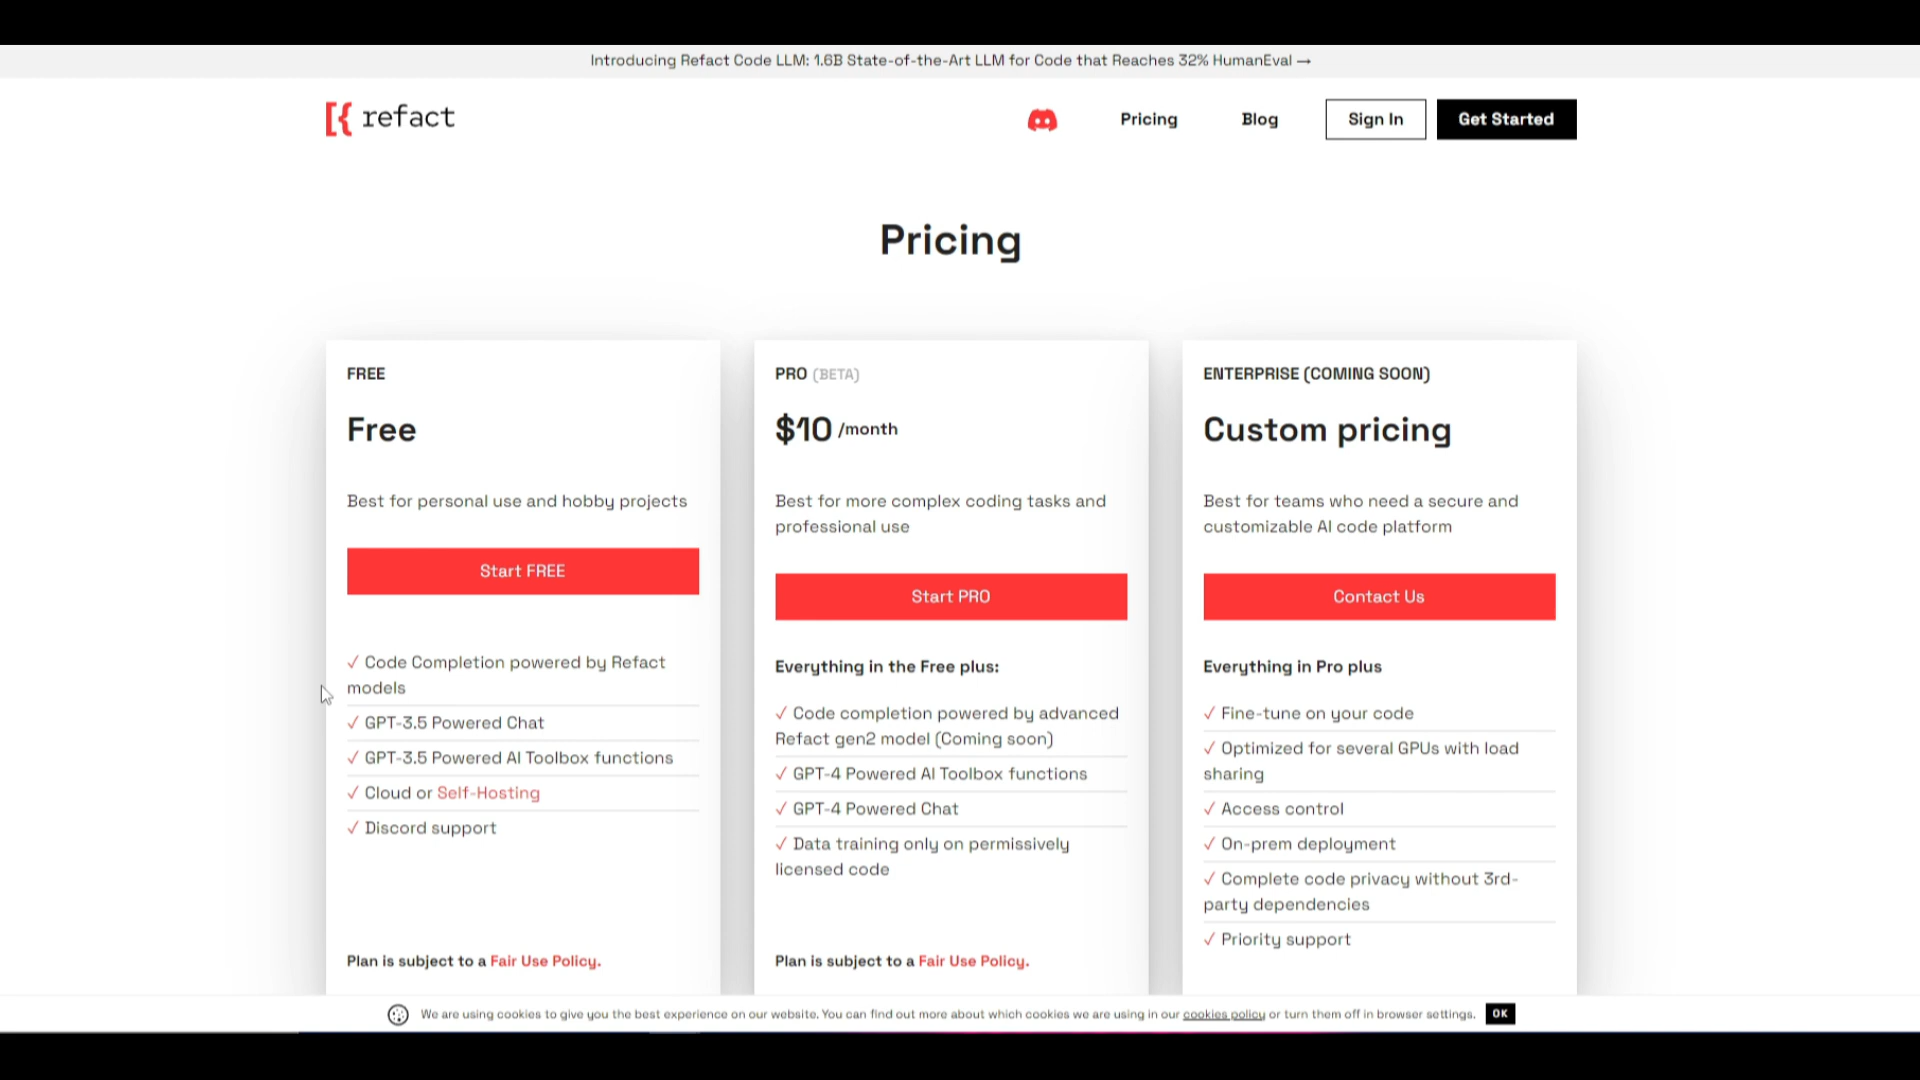 Introducing Refact Code LLM: 1.6B State-of-the-Art LLM for Code that Reaches 32% HumanEval →
refact
Pricing
Blog
Sign In
Get Started
Pricing
FREE
Free
Best for personal use and hobby projects
Start FREE
✓ Code Completion powered by Refact
models
✓ GPT-3.5 Powered Chat
✓ GPT-3.5 Powered AI Toolbox functions
✓ Cloud or Self-Hosting
✓ Discord support
Plan is subject to a Fair Use Policy.
PRO (BETA)
$10 /month
Best for more complex coding tasks and
professional use
Start PRO
Everything in the Free plus:
✓ Code completion powered by advanced
Refact gen2 model (Coming soon)
✓ GPT-4 Powered AI Toolbox functions
✓ GPT-4 Powered Chat
✓ Data training only on permissively
licensed code
Plan is subject to a Fair Use Policy.
ENTERPRISE (COMING SOON)
Custom pricing
Best for teams who need a secure and
customizable AI code platform
Contact Us
Everything in Pro plus
✓ Fine-tune on your code
✓ Optimized for several GPUs with load
sharing
✓ Access control
✓ On-prem deployment
✓ Complete code privacy without 3rd-
party dependencies
✓ Priority support
We are using cookies to give you the best experience on our website. You can find out more about which cookies we are using in our cookies policy or turn them off in browser settings.
OK